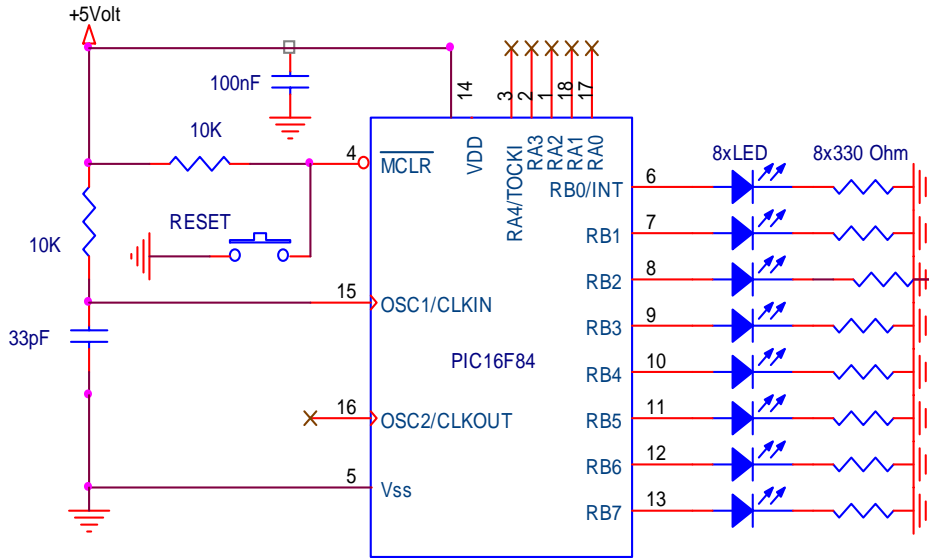 +5Volt
100nF
14
3
2
1
18
17
10K
4
MCLR
VDD
RA4/TOCKI
RA3
RA2
RA1
RA0
8xLED
8x330 Ohm
6
RB0/INT
RESET
7
RB1
10K
8
RB2
15
OSC1/CLKIN
9
RB3
33pF
PIC16F84
10
RB4
16
OSC2/CLKOUT
11
RB5
12
RB6
5
Vss
13
RB7